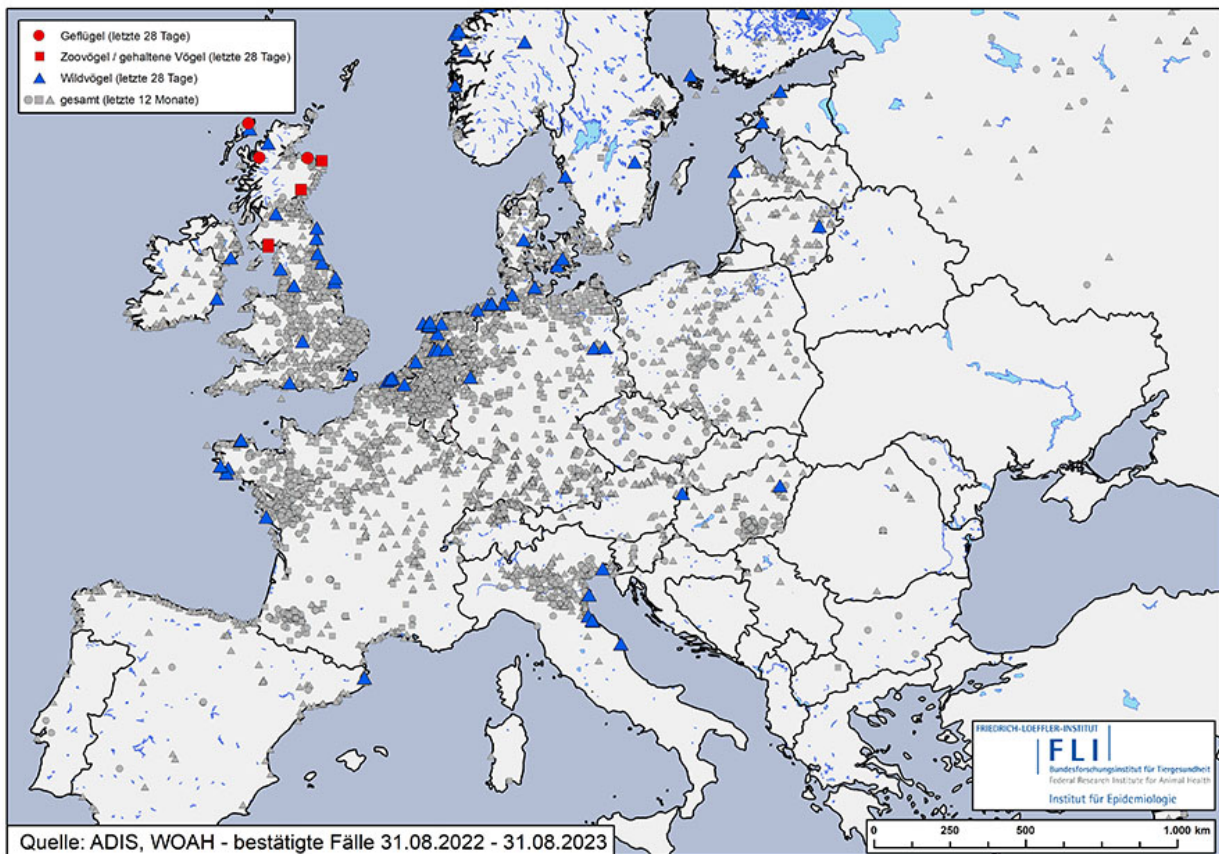 Geflügel (letzte 28 Tage)
Zoovögel / gehaltene Vögel (letzte 28 Tage)
Wildvögel (letzte 28 Tage)
gesamt (letzte 12 Monate)
FRIEDRICH-LOEFFLER-INSTITUT
FLI
Bundesforschungsinstitut für Tiergesundheit
Federal Research Institute for Animal Health
Institut für Epidemiologie
Quelle: ADIS, WOAH - bestätigte Fälle 31.08.2022 - 31.08.2023
0 250 500 1.000 km